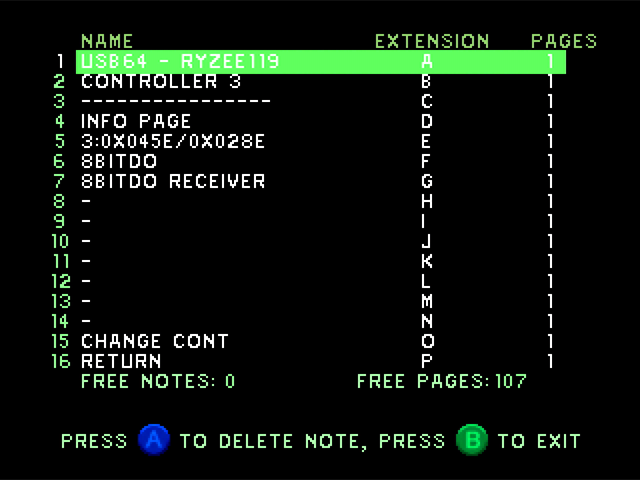 NAME EXTENSION PAGES
1 USB64 - RYZEE119 A 1
2 CONTROLLER 3 B 1
3 ---------------- C 1
4 INFO PAGE D 1
5 3:0X045E/0X028E E 1
6 8BITDO F 1
7 8BITDO RECEIVER G 1
8 - H 1
9 - I 1
10 - J 1
11 - K 1
12 - L 1
13 - M 1
14 - N 1
15 CHANGE CONT O 1
16 RETURN P 1
FREE NOTES: 0 FREE PAGES:107
PRESS A TO DELETE NOTE, PRESS B TO EXIT